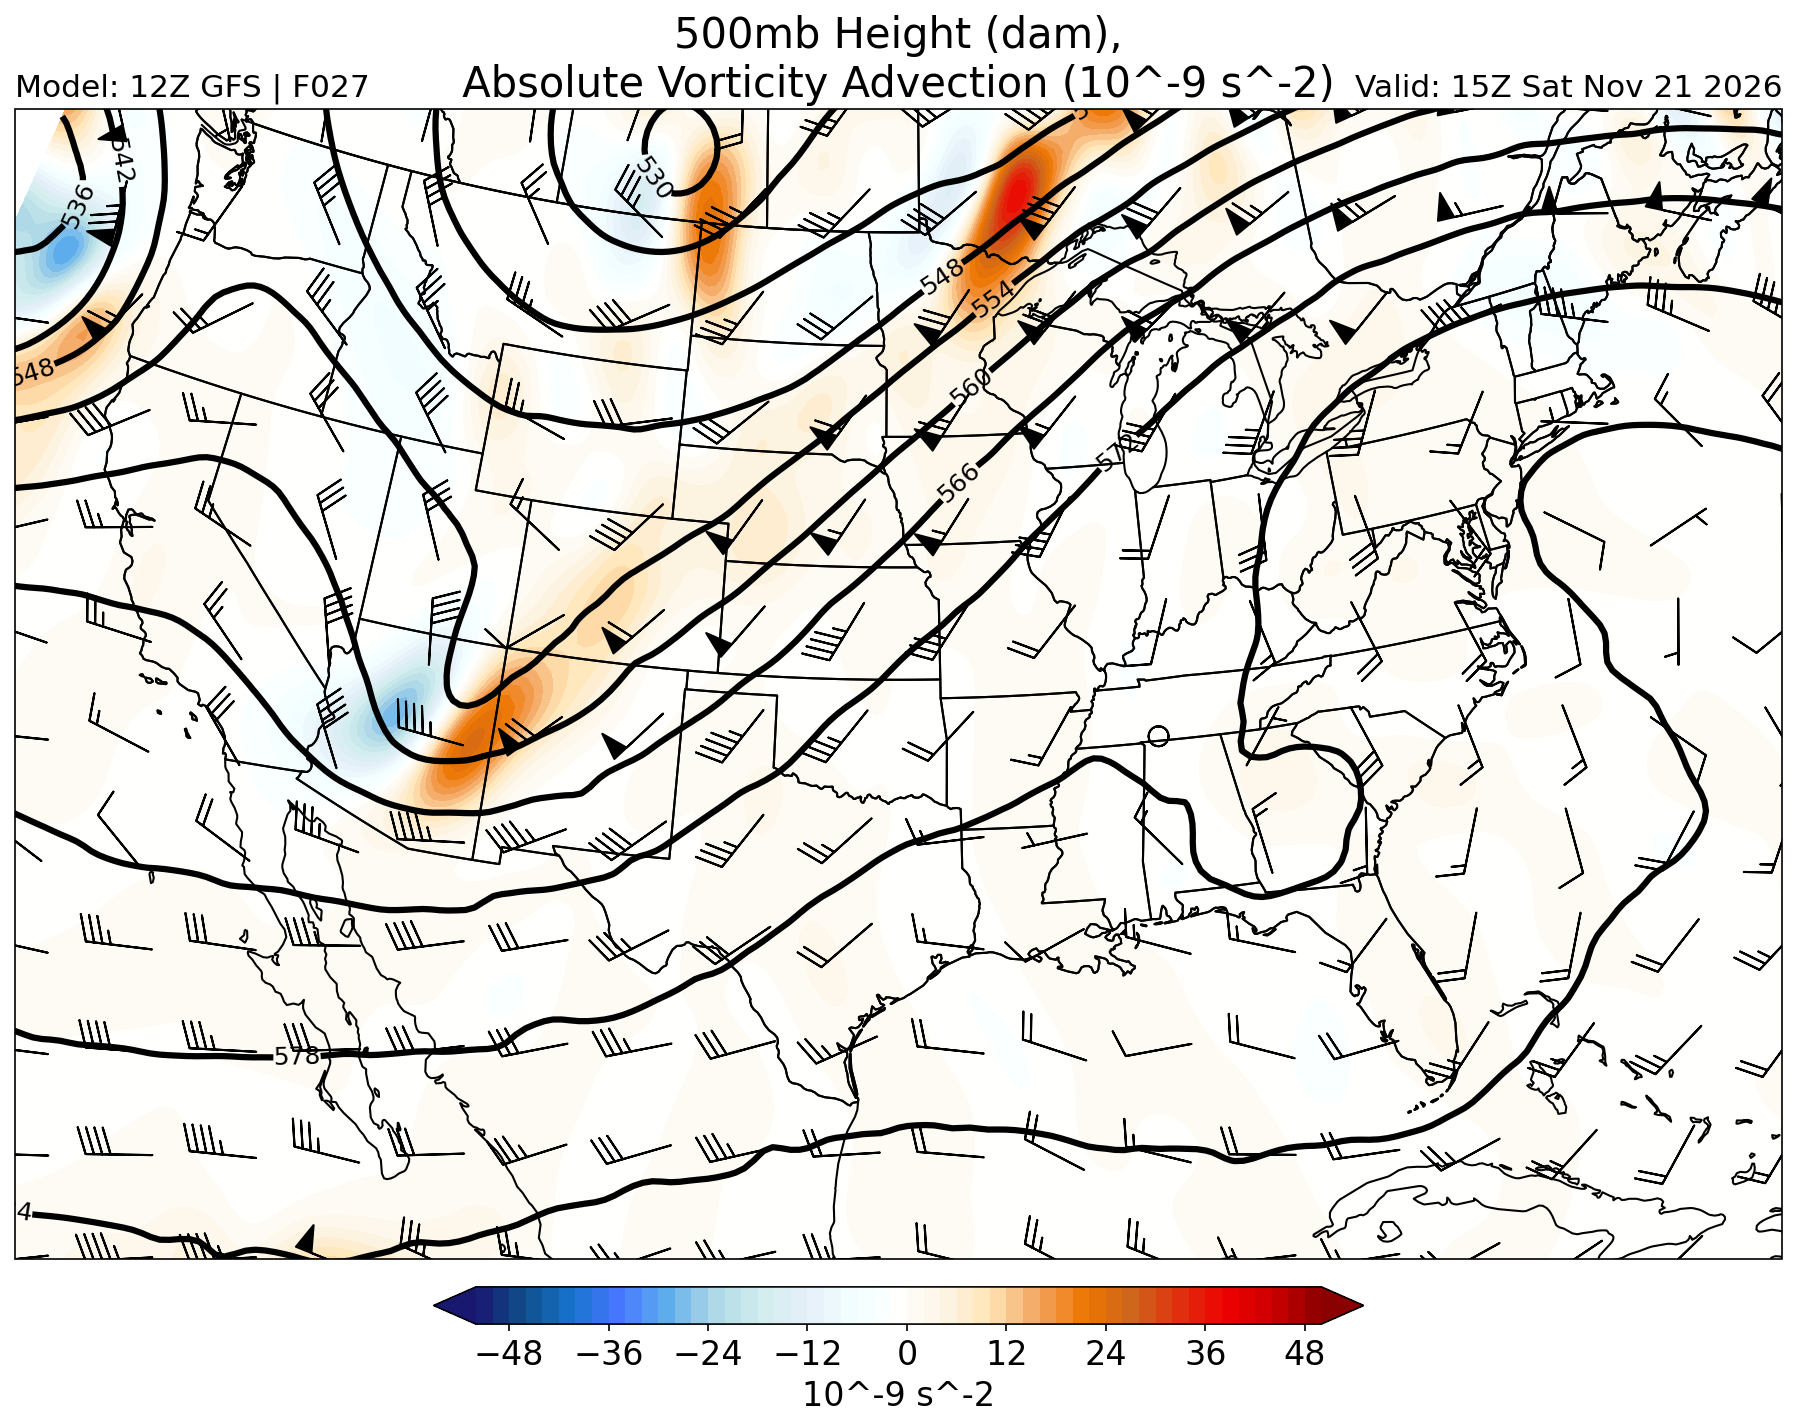 500mb Height (dam),
Model: 12Z GFS | F027
Absolute Vorticity Advection (10^-9 s^-2)
Valid: 15Z Sat Nov 21 2026
542
536
530
548
548
554
560
566
572
578
4
−48 −36 −24 −12 0 12 24 36 48
10^-9 s^-2